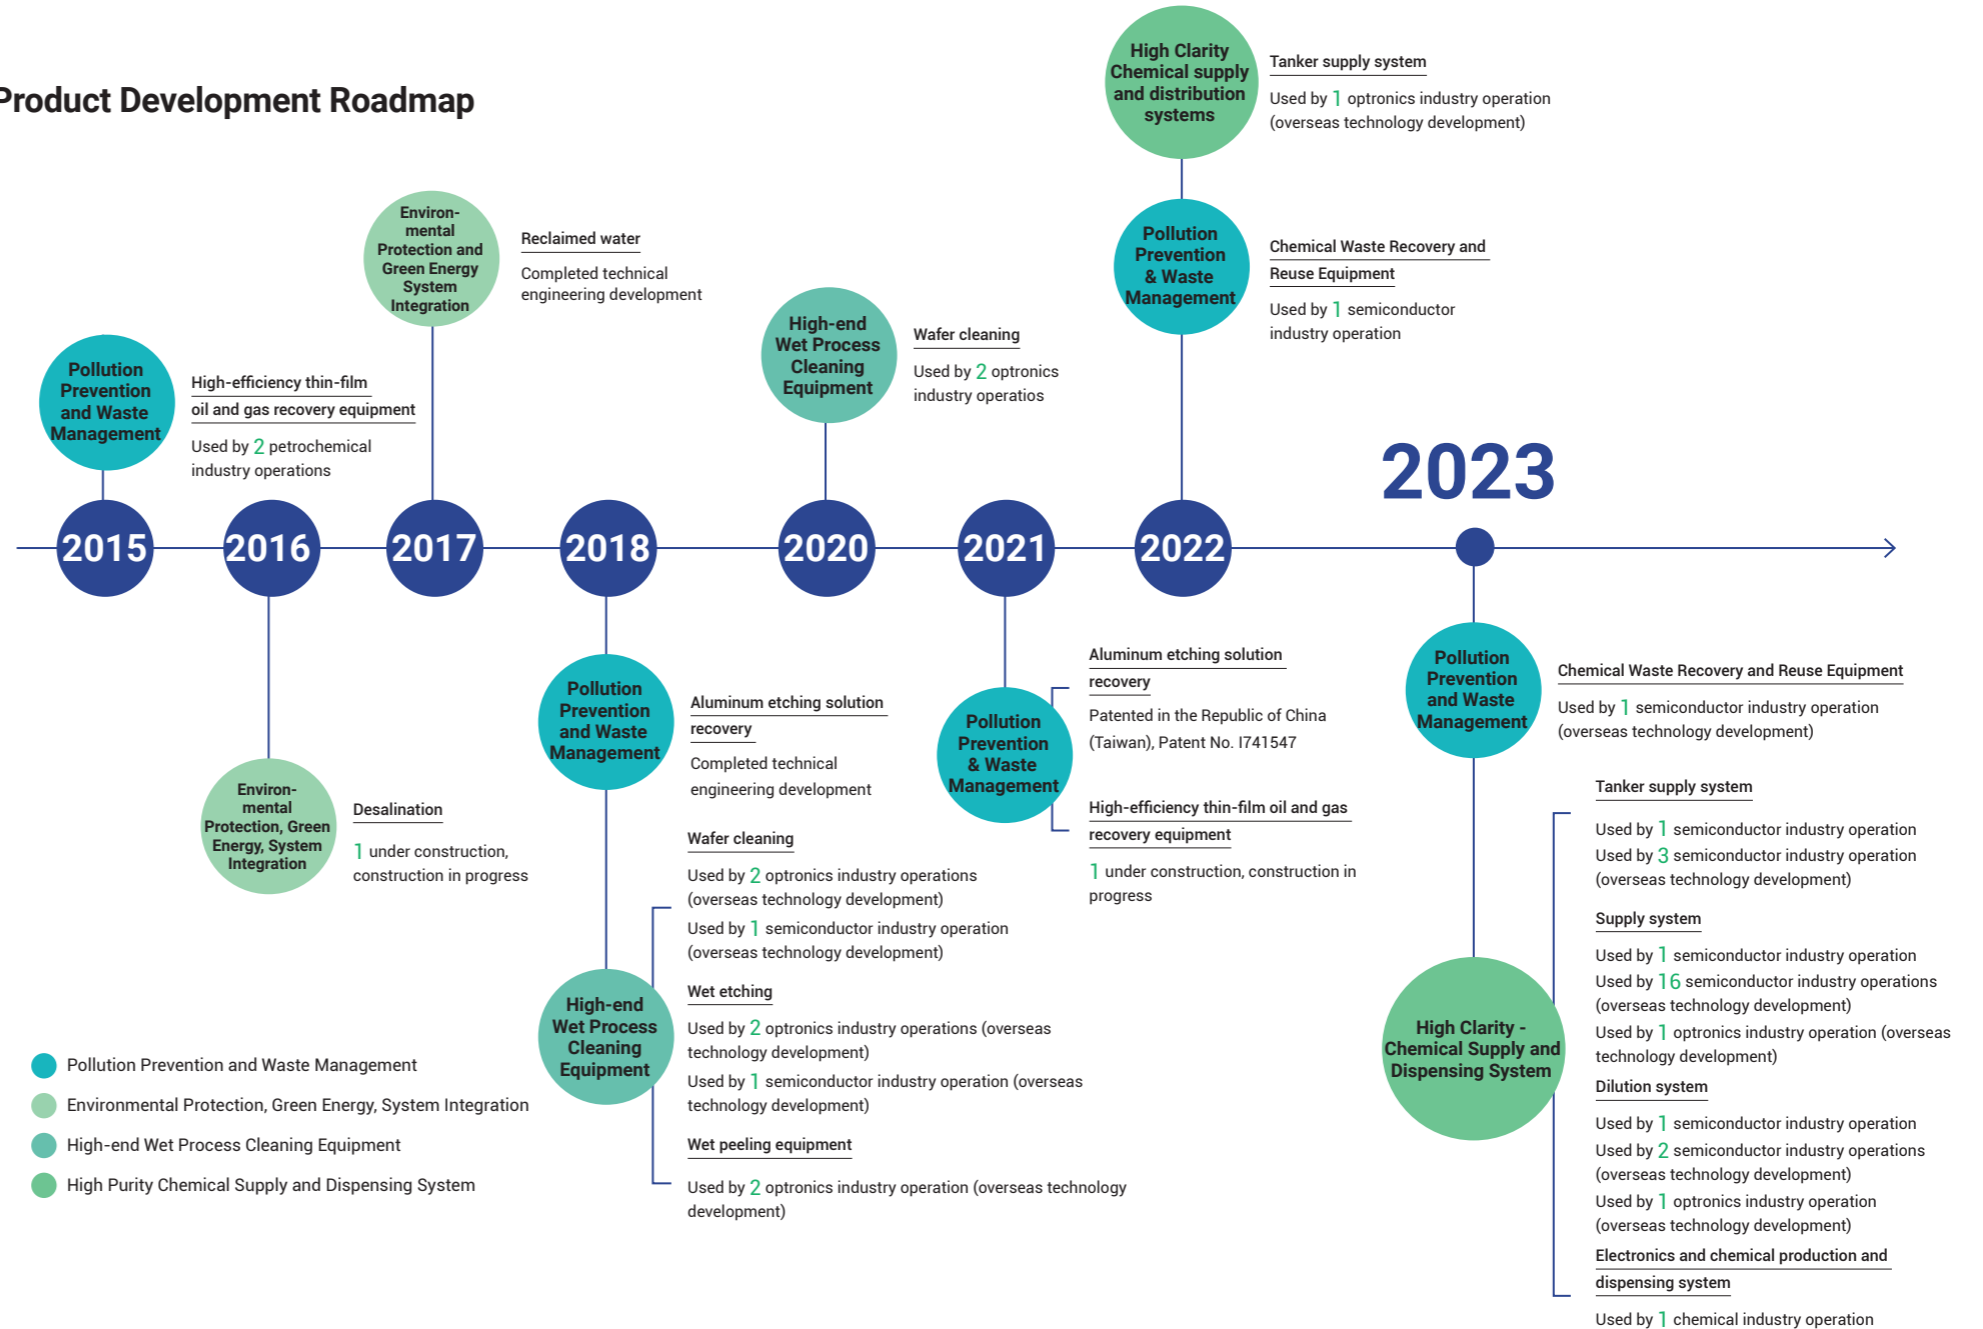 Product Development Roadmap
High Clarity
Chemical supply
and distribution
systems
Tanker supply system
Used by 1 optronics industry operation
(overseas technology development)
Pollution
Prevention
& Waste
Management
Chemical Waste Recovery and
Reuse Equipment
Used by 1 semiconductor
industry operation
Environ-
mental
Protection and
Green Energy
System
Integration
Reclaimed water
Completed technical
engineering development
High-end
Wet Process
Cleaning
Equipment
Wafer cleaning
Used by 2 optronics
industry operatios
Pollution
Prevention
and Waste
Management
High-efficiency thin-film
oil and gas recovery equipment
Used by 2 petrochemical
industry operations
2023
2015
2016
2017
2018
2020
2021
2022
Environ-
mental
Protection, Green
Energy, System
Integration
Desalination
1 under construction,
construction in progress
Pollution
Prevention
and Waste
Management
Aluminum etching solution
recovery
Completed technical
engineering development
High-end
Wet Process
Cleaning
Equipment
Wafer cleaning
Used by 2 optronics industry operations
(overseas technology development)
Used by 1 semiconductor industry operation
(overseas technology development)
Wet etching
Used by 2 optronics industry operations (overseas
technology development)
Used by 1 semiconductor industry operation (overseas
technology development)
Wet peeling equipment
Used by 2 optronics industry operation (overseas technology
development)
Pollution
Prevention
& Waste
Management
Aluminum etching solution
recovery
Patented in the Republic of China
(Taiwan), Patent No. I741547
High-efficiency thin-film oil and gas
recovery equipment
1 under construction, construction in
progress
Pollution
Prevention
and Waste
Management
Chemical Waste Recovery and Reuse Equipment
Used by 1 semiconductor industry operation
(overseas technology development)
High Clarity -
Chemical Supply and
Dispensing System
Tanker supply system
Used by 1 semiconductor industry operation
Used by 3 semiconductor industry operation
(overseas technology development)
Supply system
Used by 1 semiconductor industry operation
Used by 16 semiconductor industry operations
(overseas technology development)
Used by 1 optronics industry operation (overseas
technology development)
Dilution system
Used by 1 semiconductor industry operation
Used by 2 semiconductor industry operations
(overseas technology development)
Used by 1 optronics industry operation
(overseas technology development)
Electronics and chemical production and
dispensing system
Used by 1 chemical industry operation
Pollution Prevention and Waste Management
Environmental Protection, Green Energy, System Integration
High-end Wet Process Cleaning Equipment
High Purity Chemical Supply and Dispensing System